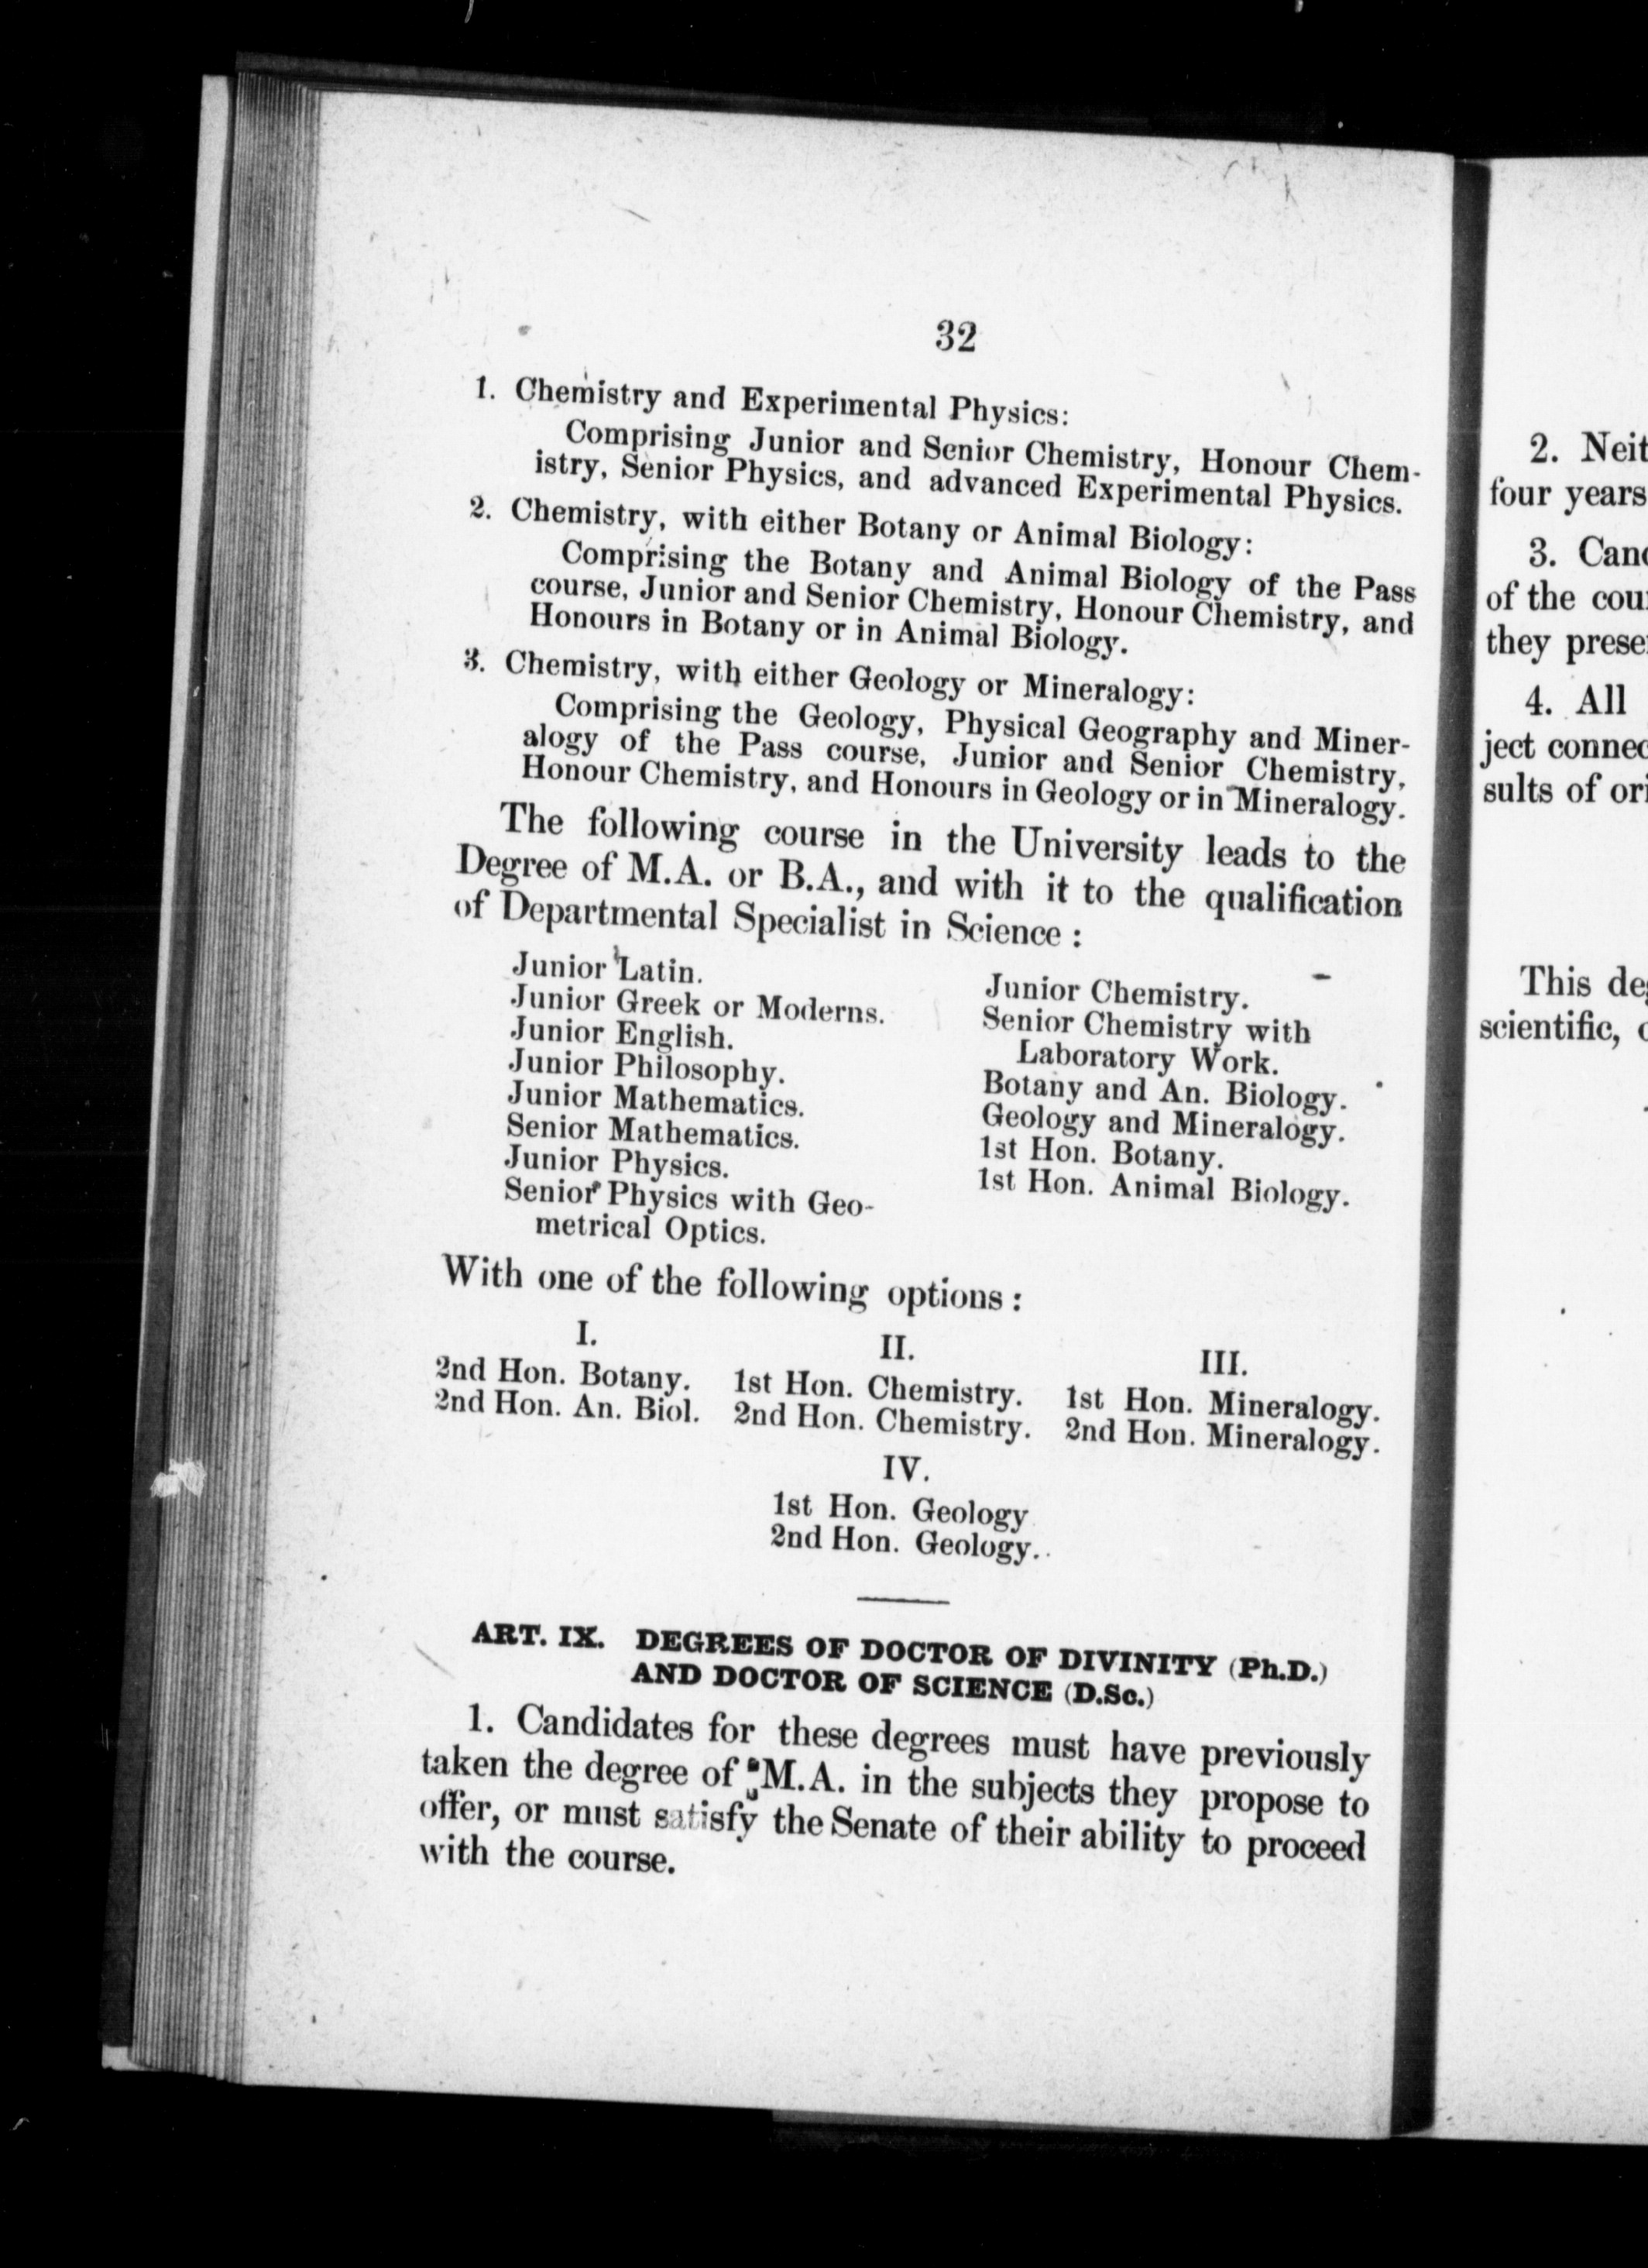 32
1. Chemistry and Experimental Physics:
Comprising Junior and Senior Chemistry, Honour Chem-
istry, Senior Physics, and advanced Experimental Physics.
2. Chemistry, with either Botany or Animal Biology:
Comprising the Botany and Animal Biology of the Pass
course, Junior and Senior Chemistry, Honour Chemistry, and
Honours in Botany or in Animal Biology.
3. Chemistry, with either Geology or Mineralogy:
Comprising the Geology, Physical Geography and Miner-
alogy of the Pass course, Junior and Senior Chemistry,
Honour Chemistry, and Honours in Geology or in Mineralogy.
The following course in the University leads to the
Degree of M.A. or B.A., and with it to the qualification
of Departmental Specialist in Science :
Junior Latin.
Junior Greek or Moderns.
Junior English.
Junior Philosophy.
Junior Mathematics.
Senior Mathematics.
Junior Physics.
Senior Physics with Geo-
metrical Optics.
Junior Chemistry.
Senior Chemistry with
Laboratory Work.
Botany and An. Biology.
Geology and Mineralogy.
1st Hon. Botany.
1st Hon. Animal Biology.
With one of the following options :
I.
2nd Hon. Botany.
2nd Hon. An. Biol.
II.
1st Hon. Chemistry.
2nd Hon. Chemistry.
III.
1st Hon. Mineralogy.
2nd Hon. Mineralogy.
IV.
1st Hon. Geology
2nd Hon. Geology.
ART. IX. DEGREES OF DOCTOR OF DIVINITY (Ph.D.)
AND DOCTOR OF SCIENCE (D.Sc.)
1. Candidates for these degrees must have previously
taken the degree of M.A. in the subjects they propose to
offer, or must satisfy the Senate of their ability to proceed
with the course.
2. 
four years
3. 
of the
they
4. All
sults of
This
scientific,